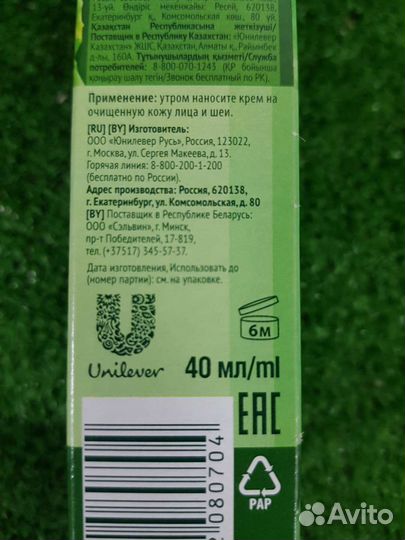 13-үй. Өндіріс мекенжайы: Ресей, 620138,
Екатеринбург қ., Комсомольская көш., 80 үй.
Қазақстан Республикасына жеткізуші/
Поставщик в Республику Казахстан: «Юнилевер
Казахстан» ЖШС, Қазақстан, Алматы қ., Райымбек
д-лы, 160А. Тұтынушылардың қызметі/Служба
потребителей: 8-800-070-1243 (ҚР бойынша
қоңырау шалу тегін/Звонок бесплатный по РК).
Применение: утром наносите крем на
очищенную кожу лица и шеи.
[RU] [BY] Изготовитель:
ООО «Юнилевер Русь», Россия, 123022,
г. Москва, ул. Сергея Макеева, д. 13.
Горячая линия: 8-800-200-1-200
(бесплатно по России).
Адрес производства: Россия, 620138,
г. Екатеринбург, ул. Комсомольская, д. 80
[BY] Поставщик в Республике Беларусь:
ООО «Сэльвин», г. Минск,
пр-т Победителей, 17-819,
тел. (+37517) 345-57-37.
Дата изготовления, Использовать до
(номер партии): см. на упаковке.
6м
Unilever
40 мл/ml
EAC
080704
PAP
Avito